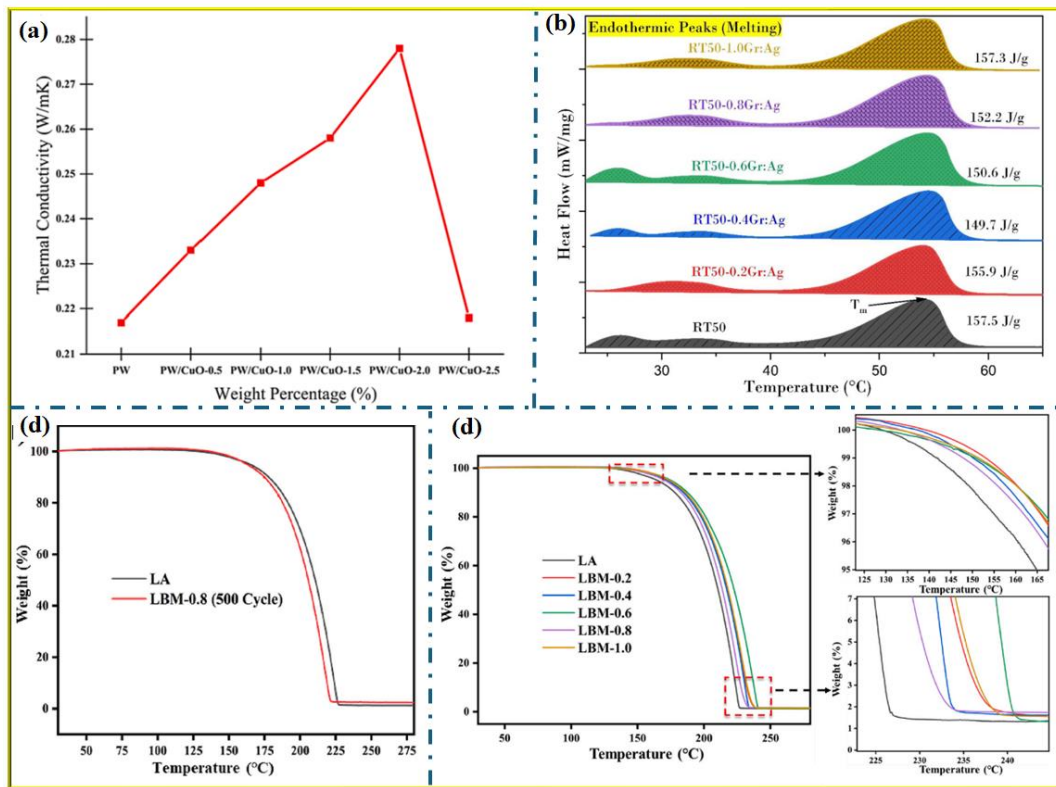 (a)
Thermal Conductivity (W/mK)
0.28
0.27
0.26
0.25
0.24
0.23
0.22
0.21
PW
PW/CuO-0.5
PW/CuO-1.0
PW/CuO-1.5
PW/CuO-2.0
PW/CuO-2.5
Weight Percentage (%)
(b)
Endothermic Peaks (Melting)
Heat Flow (mW/mg)
RT50-1.0Gr:Ag
157.3 J/g
RT50-0.8Gr:Ag
152.2 J/g
RT50-0.6Gr:Ag
150.6 J/g
RT50-0.4Gr:Ag
149.7 J/g
RT50-0.2Gr:Ag
155.9 J/g
Tm
RT50
157.5 J/g
30 40 50 60
Temperature (°C)
(d)
Weight (%)
100
80
60
40
20
0
LA
LBM-0.8 (500 Cycle)
50 75 100 125 150 175 200 225 250 275
Temperature (°C)
(d)
Weight (%)
100
80
60
40
20
0
LA
LBM-0.2
LBM-0.4
LBM-0.6
LBM-0.8
LBM-1.0
50 100 150 200 250
Temperature (°C)
Weight (%)
100
99
98
97
96
95
125 130 135 140 145 150 155 160 165
Temperature (°C)
Weight (%)
7
6
5
4
3
2
1
0
225 230 235 240
Temperature (°C)